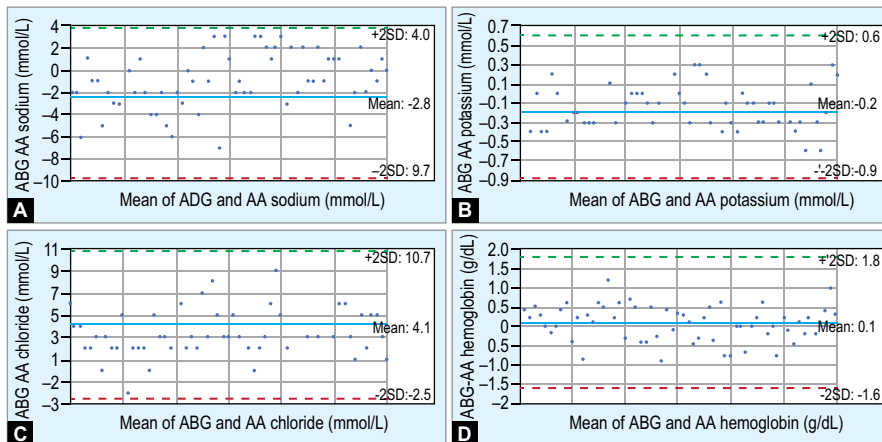 ABG AA sodium (mmol/L)
4
2
0
–2
–4
–6
–8
–10
+2SD: 4.0
Mean: -2.8
–2SD: 9.7
Mean of ADG and AA sodium (mmol/L)
A
ABG AA potassium (mmol/L)
0.7
0.5
0.3
0.1
–0.1
–0.3
–0.5
–0.7
–0.9
+2SD: 0.6
Mean:-0.2
-'-2SD: -0.9
Mean of ABG and AA potassium (mmol/L)
B
ABG AA chloride (mmol/L)
11
9
7
5
3
1
–2
–3
+2SD: 10.7
Mean: 4.1
-2SD: -2.5
Mean of ABG and AA chloride (mmol/L)
C
ABG-AA hemoglobin (g/dL)
2.0
1.5
1.0
0.5
0
–0.5
–1.0
–1.5
–2
+'2SD: 1.8
Mean: 0.1
-2SD: -1.6
Mean of ABG and AA hemoglobin (g/dL)
D